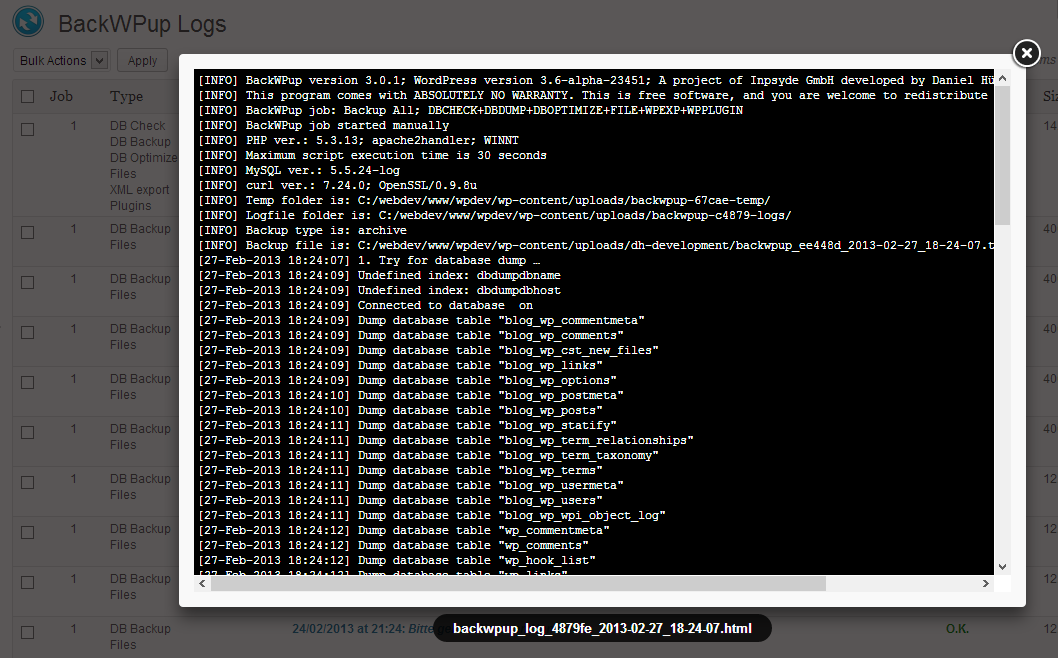 BackWPup Logs
Bulk Actions
Apply
Job
Type
1
DB Check
DB Backup
DB Optimize
Files
XML export
Plugins
14
1
DB Backup
Files
40
1
DB Backup
Files
40
1
DB Backup
Files
40
1
DB Backup
Files
40
1
DB Backup
Files
40
1
DB Backup
Files
12
1
DB Backup
Files
12
1
DB Backup
Files
12
1
DB Backup
Files
24/02/2013 at 21:24: Bitte
O.K.
12
[INFO] BackWPup version 3.0.1; WordPress version 3.6-alpha-23451; A project of Inpsyde GmbH developed by Daniel Hü
[INFO] This program comes with ABSOLUTELY NO WARRANTY. This is free software, and you are welcome to redistribute
[INFO] BackWPup job: Backup All; DBCHECK+DBDUMP+DBOPTIMIZE+FILE+WPEXP+WPPLUGIN
[INFO] BackWPup job started manually
[INFO] PHP ver.: 5.3.13; apache2handler; WINNT
[INFO] Maximum script execution time is 30 seconds
[INFO] MySQL ver.: 5.5.24-log
[INFO] curl ver.: 7.24.0; OpenSSL/0.9.8u
[INFO] Temp folder is: C:/webdev/www/wpdev/wp-content/uploads/backwpup-67cae-temp/
[INFO] Logfile folder is: C:/webdev/www/wpdev/wp-content/uploads/backwpup-c4879-logs/
[INFO] Backup type is: archive
[INFO] Backup file is: C:/webdev/www/wpdev/wp-content/uploads/dh-development/backwpup_ee448d_2013-02-27_18-24-07.t
[27-Feb-2013 18:24:07] 1. Try for database dump …
[27-Feb-2013 18:24:09] Undefined index: dbdumpdbname
[27-Feb-2013 18:24:09] Undefined index: dbdumpdbhost
[27-Feb-2013 18:24:09] Connected to database  on
[27-Feb-2013 18:24:09] Dump database table "blog_wp_commentmeta"
[27-Feb-2013 18:24:09] Dump database table "blog_wp_comments"
[27-Feb-2013 18:24:09] Dump database table "blog_wp_cst_new_files"
[27-Feb-2013 18:24:09] Dump database table "blog_wp_links"
[27-Feb-2013 18:24:09] Dump database table "blog_wp_options"
[27-Feb-2013 18:24:10] Dump database table "blog_wp_postmeta"
[27-Feb-2013 18:24:10] Dump database table "blog_wp_posts"
[27-Feb-2013 18:24:11] Dump database table "blog_wp_statify"
[27-Feb-2013 18:24:11] Dump database table "blog_wp_term_relationships"
[27-Feb-2013 18:24:11] Dump database table "blog_wp_term_taxonomy"
[27-Feb-2013 18:24:11] Dump database table "blog_wp_terms"
[27-Feb-2013 18:24:11] Dump database table "blog_wp_usermeta"
[27-Feb-2013 18:24:11] Dump database table "blog_wp_users"
[27-Feb-2013 18:24:11] Dump database table "blog_wp_wpi_object_log"
[27-Feb-2013 18:24:12] Dump database table "wp_commentmeta"
[27-Feb-2013 18:24:12] Dump database table "wp_comments"
[27-Feb-2013 18:24:12] Dump database table "wp_hook_list"
[27-Feb-2013 18:24:12] Dump database table "wp_links"
backwpup_log_4879fe_2013-02-27_18-24-07.html